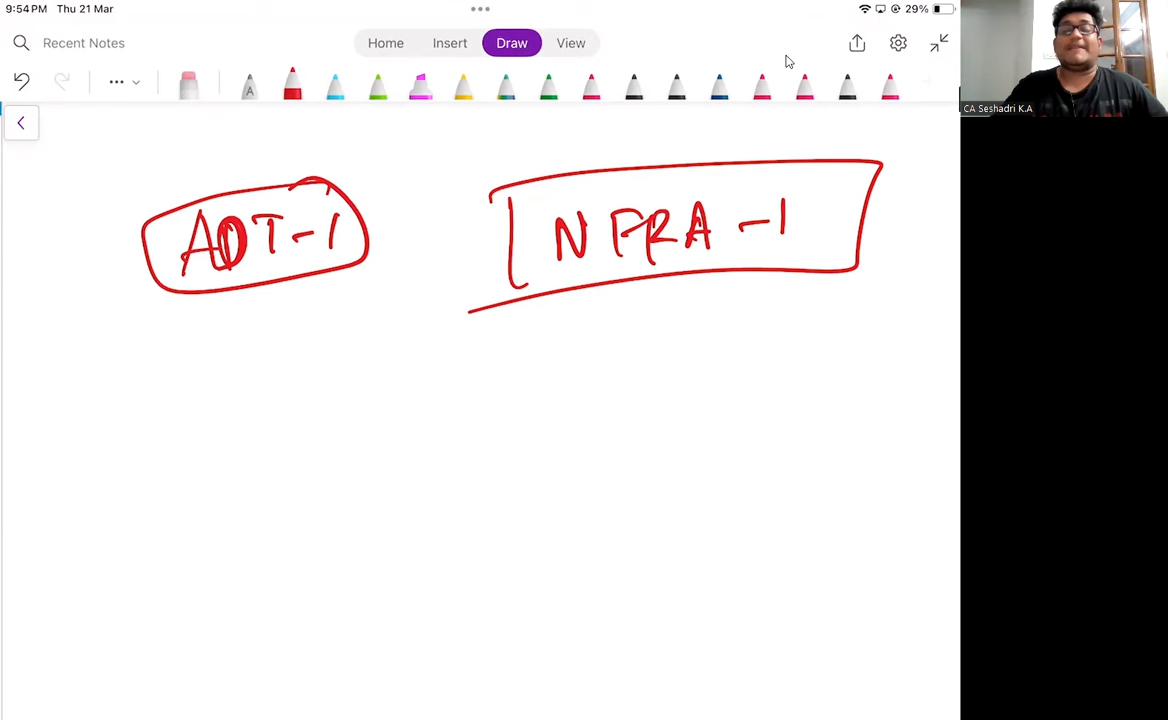 9:54 PM Thu 21 Mar
29%
Recent Notes
Home Insert Draw View
A
CA Seshadri K.A
ADT-1 NFRA-1